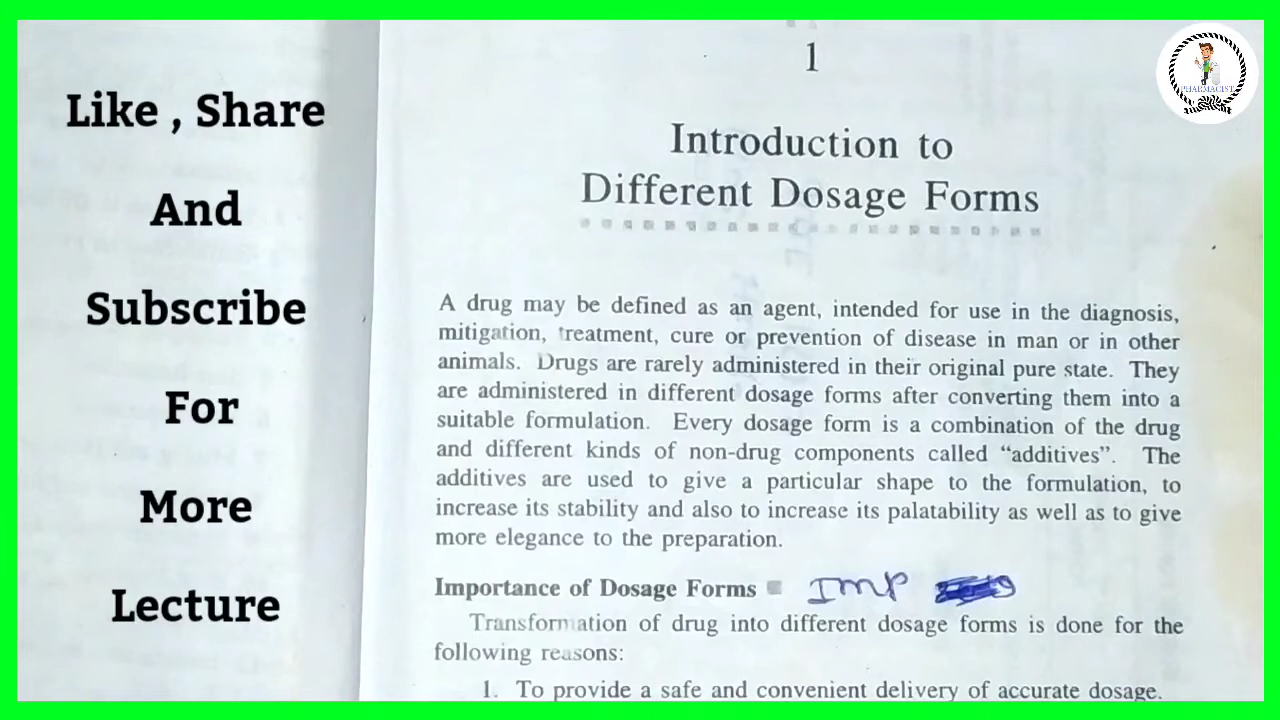 Like , Share
And
Subscribe
For
More
Lecture
PHARMACIST
1
Introduction to
Different Dosage Forms
A drug may be defined as an agent, intended for use in the diagnosis,
mitigation, treatment, cure or prevention of disease in man or in other
animals. Drugs are rarely administered in their original pure state. They
are administered in different dosage forms after converting them into a
suitable formulation. Every dosage form is a combination of the drug
and different kinds of non-drug components called “additives”. The
additives are used to give a particular shape to the formulation, to
increase its stability and also to increase its palatability as well as to give
more elegance to the preparation.
Importance of Dosage Forms IMP
Transformation of drug into different dosage forms is done for the
following reasons:
1. To provide a safe and convenient delivery of accurate dosage.